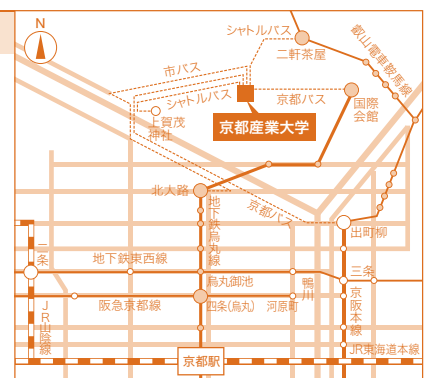 N
シャトルバス
二軒茶屋
叡山電車鞍馬線
市バス
シャトルバス
京都バス
国際
会館
上賀茂
神社
京都産業大学
北大路
地下鉄烏丸線
京都バス
出町柳
二条
地下鉄東西線
烏丸御池
鴨川
三条
JR山陰線
阪急京都線
四条(烏丸)
河原町
京阪本線
京都駅
JR東海道本線